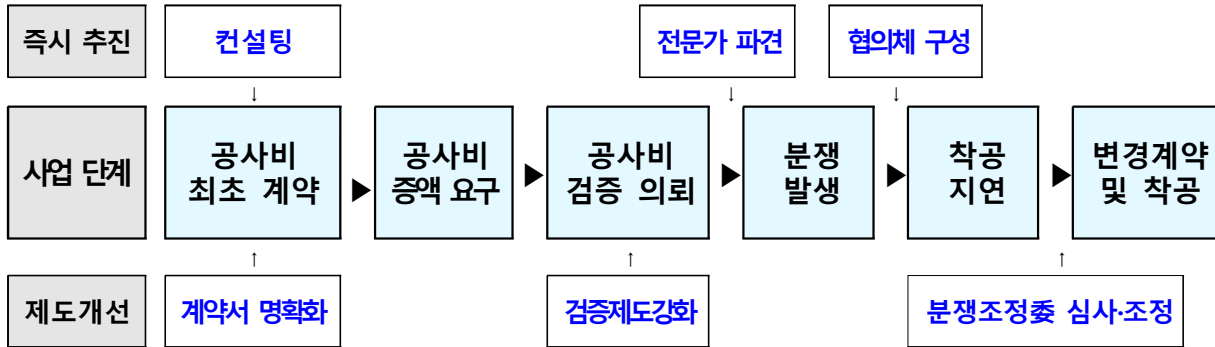 즉시 추진
컨설팅
전문가 파견
협의체 구성
↓
↓
↓
사업 단계
공사비
최초 계약
▶
공사비
증액 요구
▶
공사비
검증 의뢰
▶
분쟁
발생
▶
착공
지연
▶
변경계약
및 착공
↑
↑
↑
제도개선
계약서 명확화
검증제도강화
분쟁조정委 심사·조정